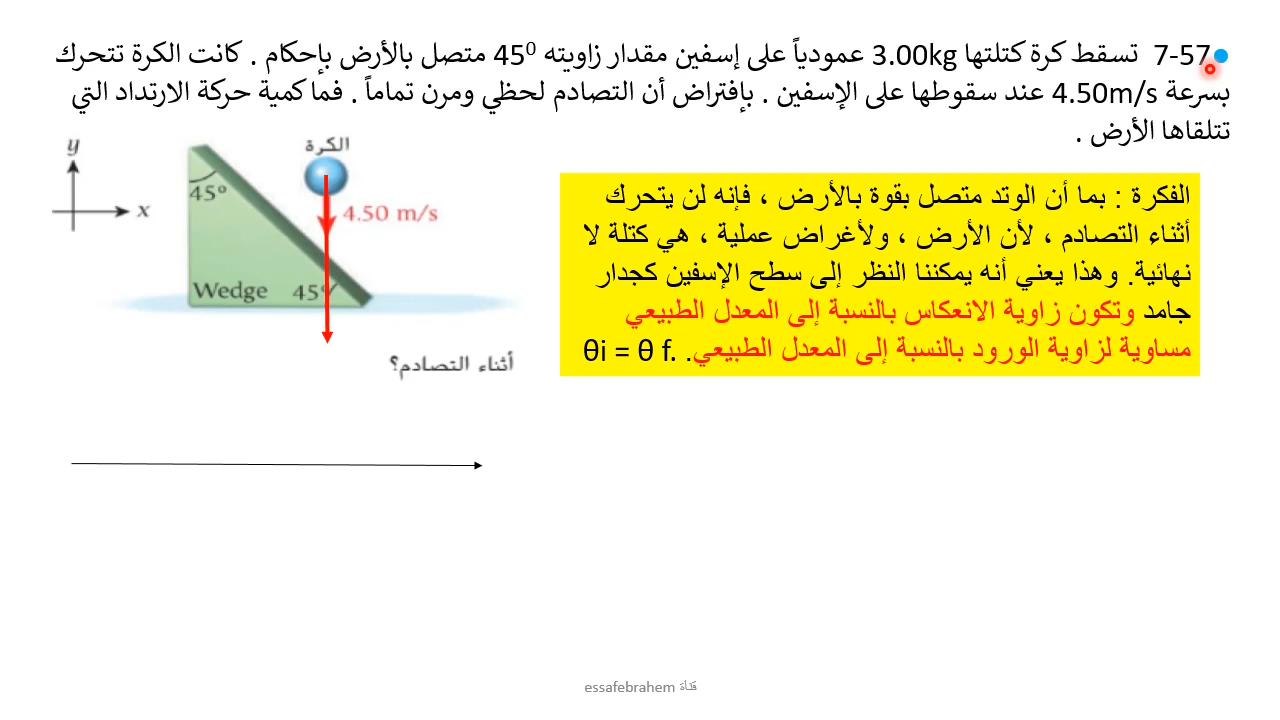 7-57 تسقط كرة كتلتها 3.00kg عمودياً على إسفين مقدار زاويته 45⁰ متصل بالأرض بإحكام . كانت الكرة تتحرك
بسرعة 4.50m/s عند سقوطها على الإسفين . بإفتراض أن التصادم لحظي ومرن تماماً . فما كمية حركة الارتداد التي
تتلقاها الأرض .
y
x
الكرة
45°
4.50 m/s
Wedge
45°
أثناء التصادم؟
الفكرة : بما أن الوتد متصل بقوة بالأرض ، فإنه لن يتحرك
أثناء التصادم ، لأن الأرض ، ولأغراض عملية ، هي كتلة لا
نهائية. وهذا يعني أنه يمكننا النظر إلى سطح الإسفين كجدار
جامد وتكون زاوية الانعكاس بالنسبة إلى المعدل الطبيعي
مساوية لزاوية الورود بالنسبة إلى المعدل الطبيعي. .θi = θ f
قناة essafebrahem